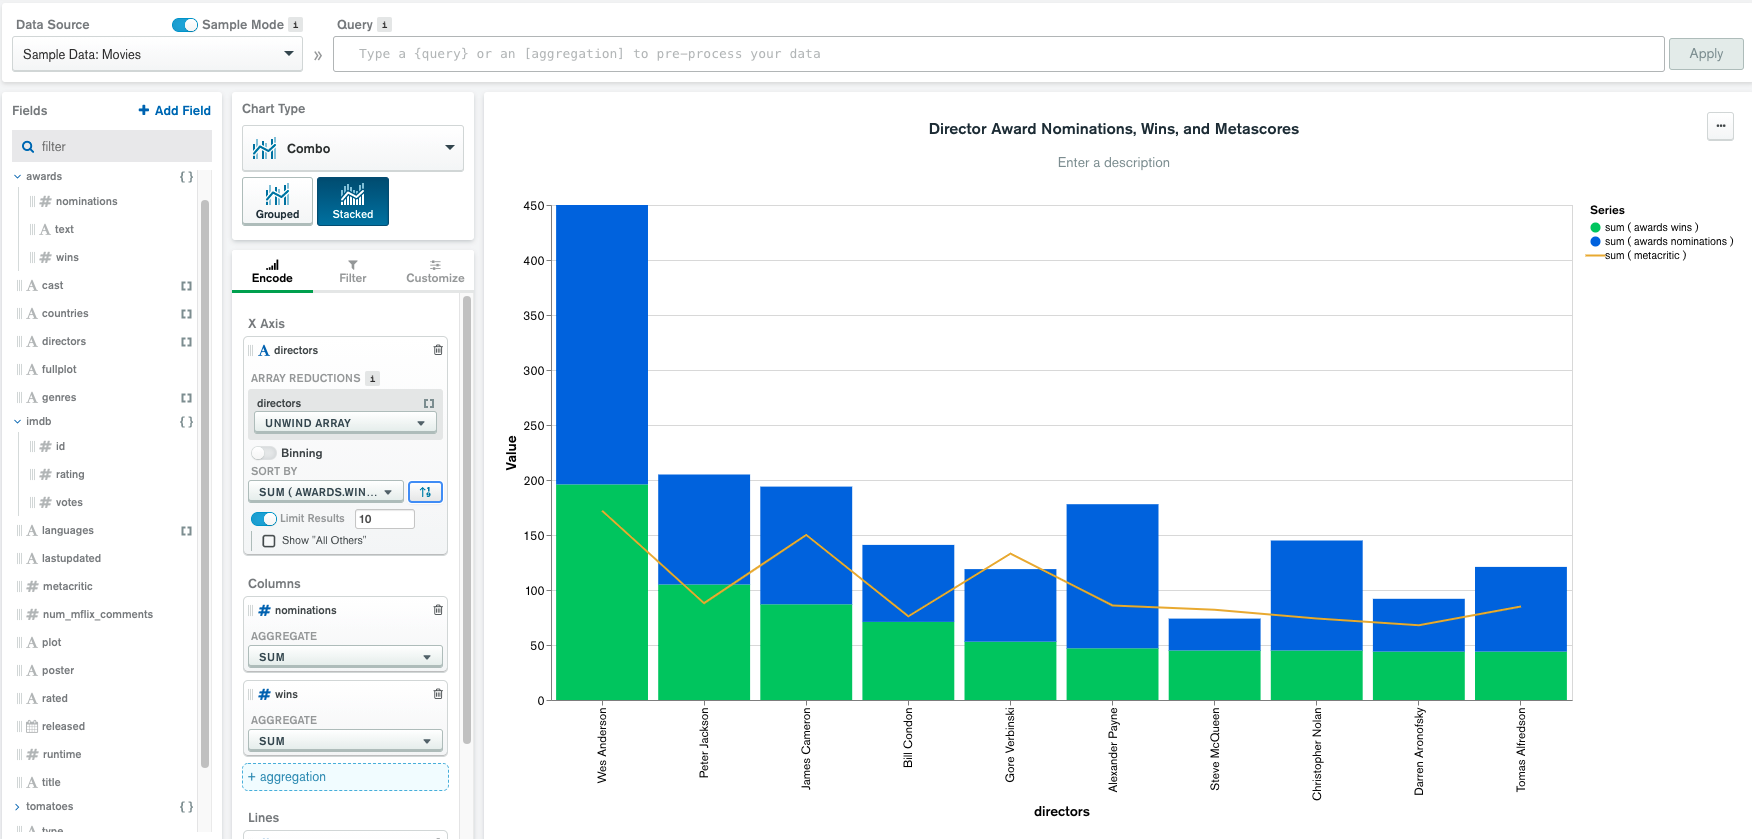 Data Source
Sample Mode i
Query i
Sample Data: Movies
»
Type a {query} or an [aggregation] to pre-process your data
Apply
Fields
+ Add Field
filter
awards { }
# nominations
A text
# wins
A cast [ ]
A countries [ ]
A directors [ ]
A fullplot
A genres [ ]
imdb { }
# id
# rating
# votes
A languages [ ]
A lastupdated
# metacritic
# num_mflix_comments
A plot
A poster
A rated
released
# runtime
A title
tomatoes { }
A type
Chart Type
Combo
Grouped
Stacked
Encode
Filter
Customize
X Axis
A directors
ARRAY REDUCTIONS i
directors [ ]
UNWIND ARRAY
Binning
SORT BY
SUM ( AWARDS.WIN...
Limit Results 10
Show "All Others"
Columns
# nominations
AGGREGATE
SUM
# wins
AGGREGATE
SUM
+ aggregation
Lines
Director Award Nominations, Wins, and Metascores
...
Enter a description
Value
450
400
350
300
250
200
150
100
50
0
Wes Anderson
Peter Jackson
James Cameron
Bill Condon
Gore Verbinski
Alexander Payne
Steve McQueen
Christopher Nolan
Darren Aronofsky
Tomas Alfredson
directors
Series
sum ( awards wins )
sum ( awards nominations )
sum ( metacritic )